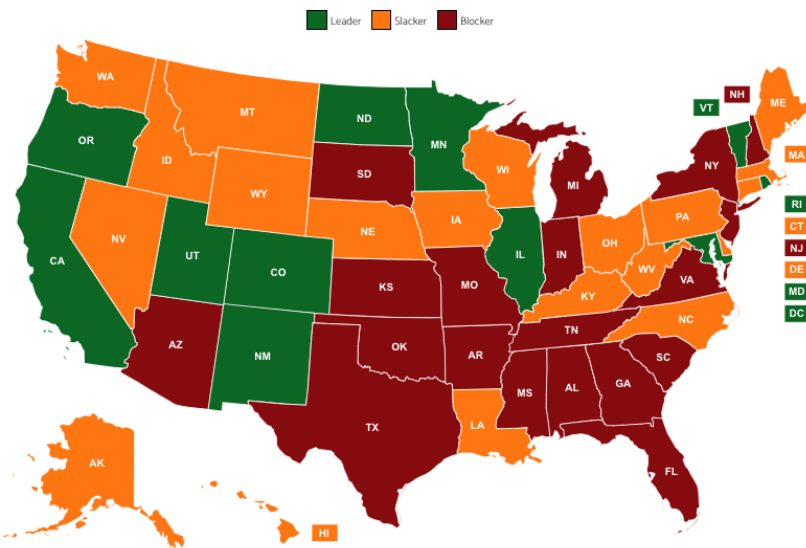 Leader Slacker Blocker
WA
MT
ND
MN
VT
NH
ME
OR
ID
WY
SD
WI
MI
NY
MA
RI
CT
NJ
DE
MD
DC
CA
NV
UT
CO
NE
IA
IL
IN
OH
PA
WV
VA
KS
MO
KY
NC
AZ
NM
OK
AR
TN
SC
MS
AL
GA
TX
LA
FL
AK
HI